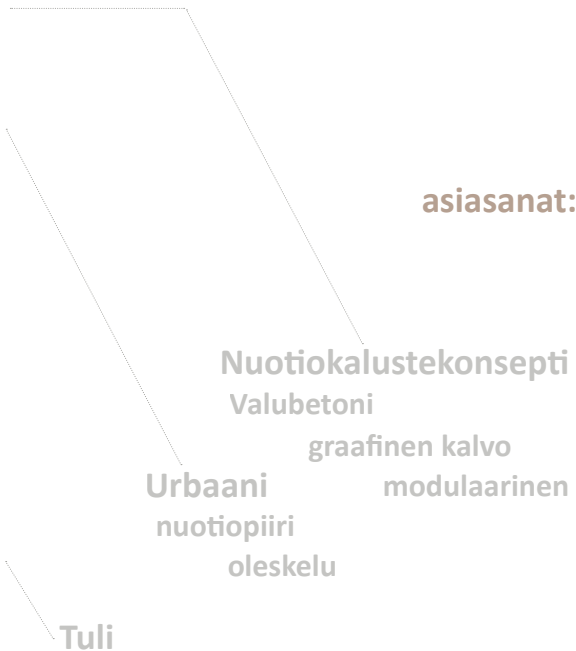 asiasanat:
Nuotiokalustekonsepti
Valubetoni
graafinen kalvo
Urbaani
modulaarinen
nuotiopiiri
oleskelu
Tuli